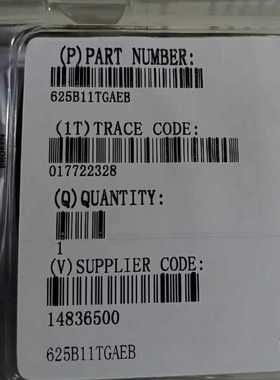 (P)PART NUMBER:
625B11TGAEB
(1T)TRACE CODE:
017722328
(Q)QUANTITY:
1
(V)SUPPLIER CODE:
14836500
625B11TGAEB